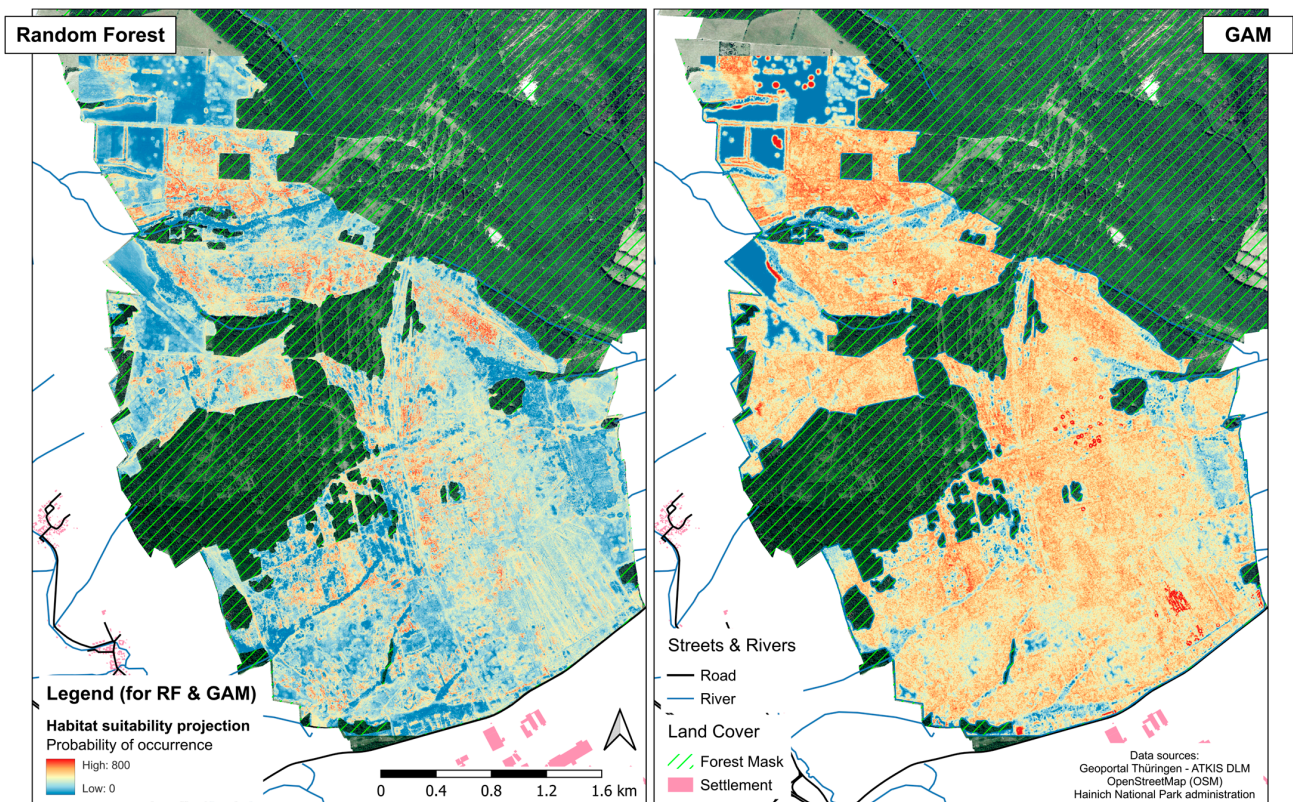 Random Forest
GAM
Legend (for RF & GAM)
Habitat suitability projection
Probability of occurrence
High: 800
Low: 0
0 0.4 0.8 1.2 1.6 km
Streets & Rivers
Road
River
Land Cover
Forest Mask
Settlement
Data sources:
Geoportal Thüringen - ATKIS DLM
OpenStreetMap (OSM)
Hainich National Park administration